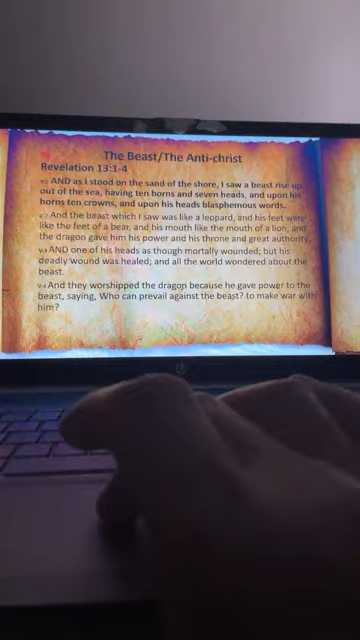 The Beast/The Anti-christ
Revelation 13:1-4
v1 AND as I stood on the sand of the shore, I saw a beast rise up
out of the sea, having ten horns and seven heads, and upon his
horns ten crowns, and upon his heads blasphemous words.
v2 And the beast which I saw was like a leopard, and his feet were
like the feet of a bear, and his mouth like the mouth of a lion; and
the dragon gave him his power and his throne and great authority.
v3 AND one of his heads as though mortally wounded; but his
deadly wound was healed; and all the world wondered about the
beast.
v4 And they worshipped the dragon because he gave power to the
beast, saying, Who can prevail against the beast? to make war with
him?
hp